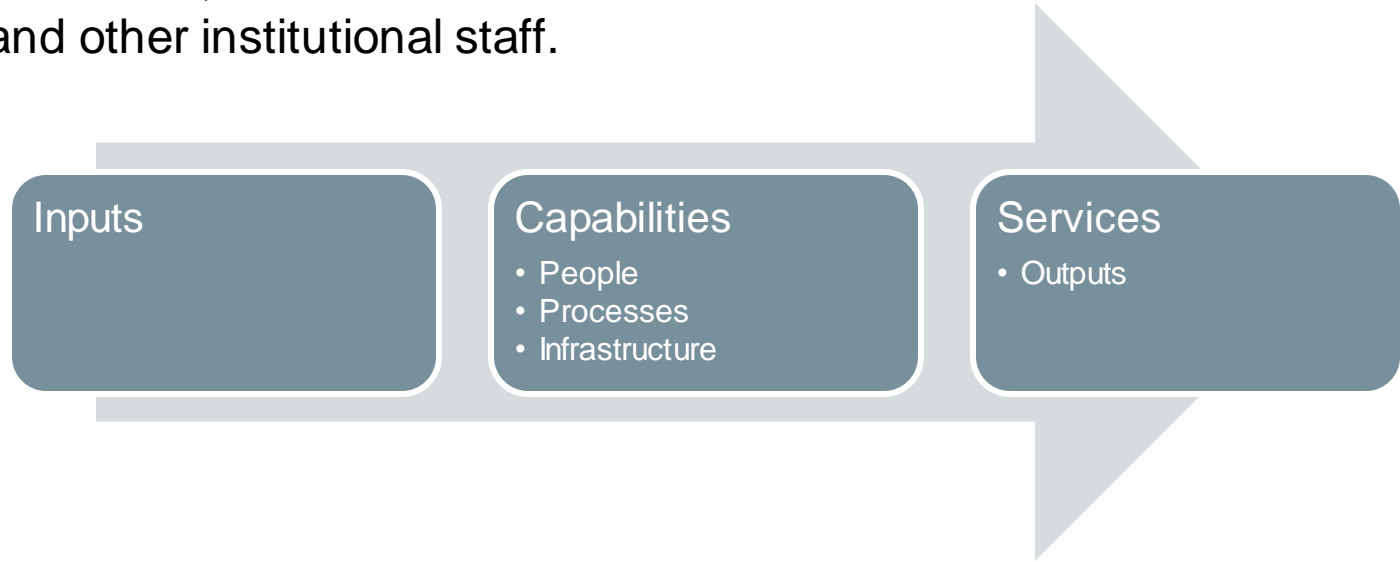 and other institutional staff.
Inputs
Capabilities
• People
• Processes
• Infrastructure
Services
• Outputs